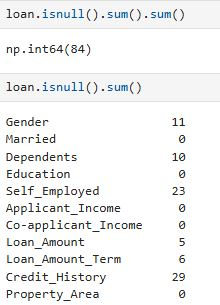 loan.isnull().sum().sum()
np.int64(84)
loan.isnull().sum()
Gender 11
Married 0
Dependents 10
Education 0
Self_Employed 23
Applicant_Income 0
Co-applicant_Income 0
Loan_Amount 5
Loan_Amount_Term 6
Credit_History 29
Property_Area 0